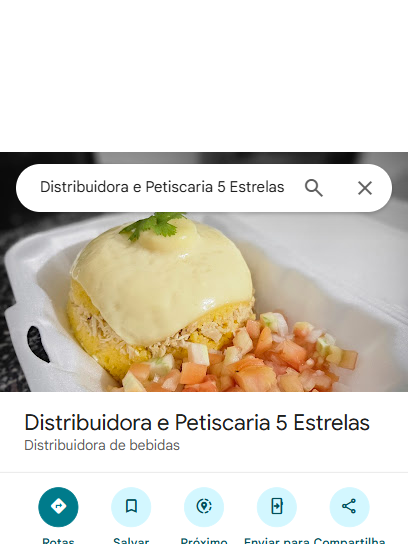 Distribuidora e Petiscaria 5 Estrelas
Distribuidora e Petiscaria 5 Estrelas
Distribuidora de bebidas
Rotas Salvar Próximo Enviar para Compartilha